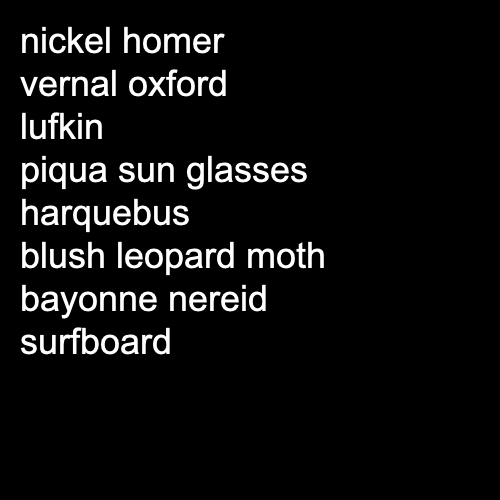 nickel homer
vernal oxford
lufkin
piqua sun glasses
harquebus
blush leopard moth
bayonne nereid
surfboard